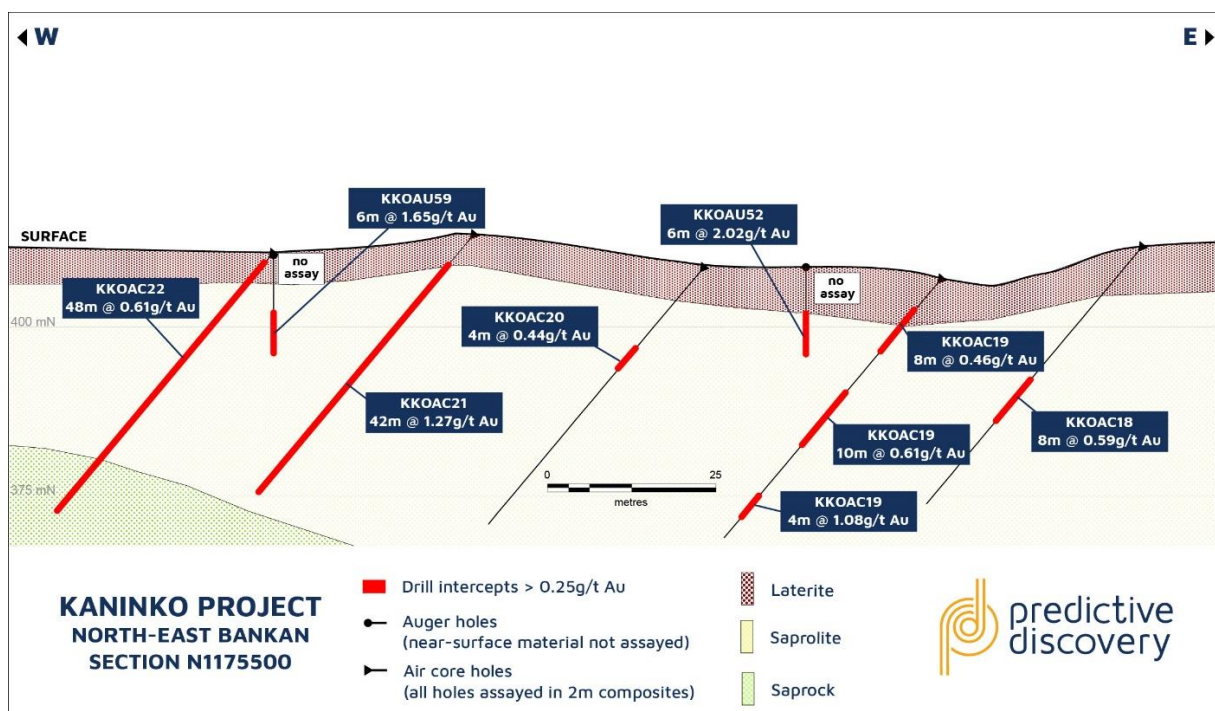 W
E
SURFACE
KKOAU59
6m @ 1.65g/t Au
KKOAU52
6m @ 2.02g/t Au
no
assay
no
assay
KKOAC22
48m @ 0.61g/t Au
400 mN
KKOAC20
4m @ 0.44g/t Au
KKOAC19
8m @ 0.46g/t Au
KKOAC21
42m @ 1.27g/t Au
KKOAC19
10m @ 0.61g/t Au
KKOAC18
8m @ 0.59g/t Au
0
25
metres
375 mN
KKOAC19
4m @ 1.08g/t Au
KANINKO PROJECT
NORTH-EAST BANKAN
SECTION N1175500
Drill intercepts > 0.25g/t Au
Auger holes
(near-surface material not assayed)
Air core holes
(all holes assayed in 2m composites)
Laterite
Saprolite
Saprock
predictive
discovery